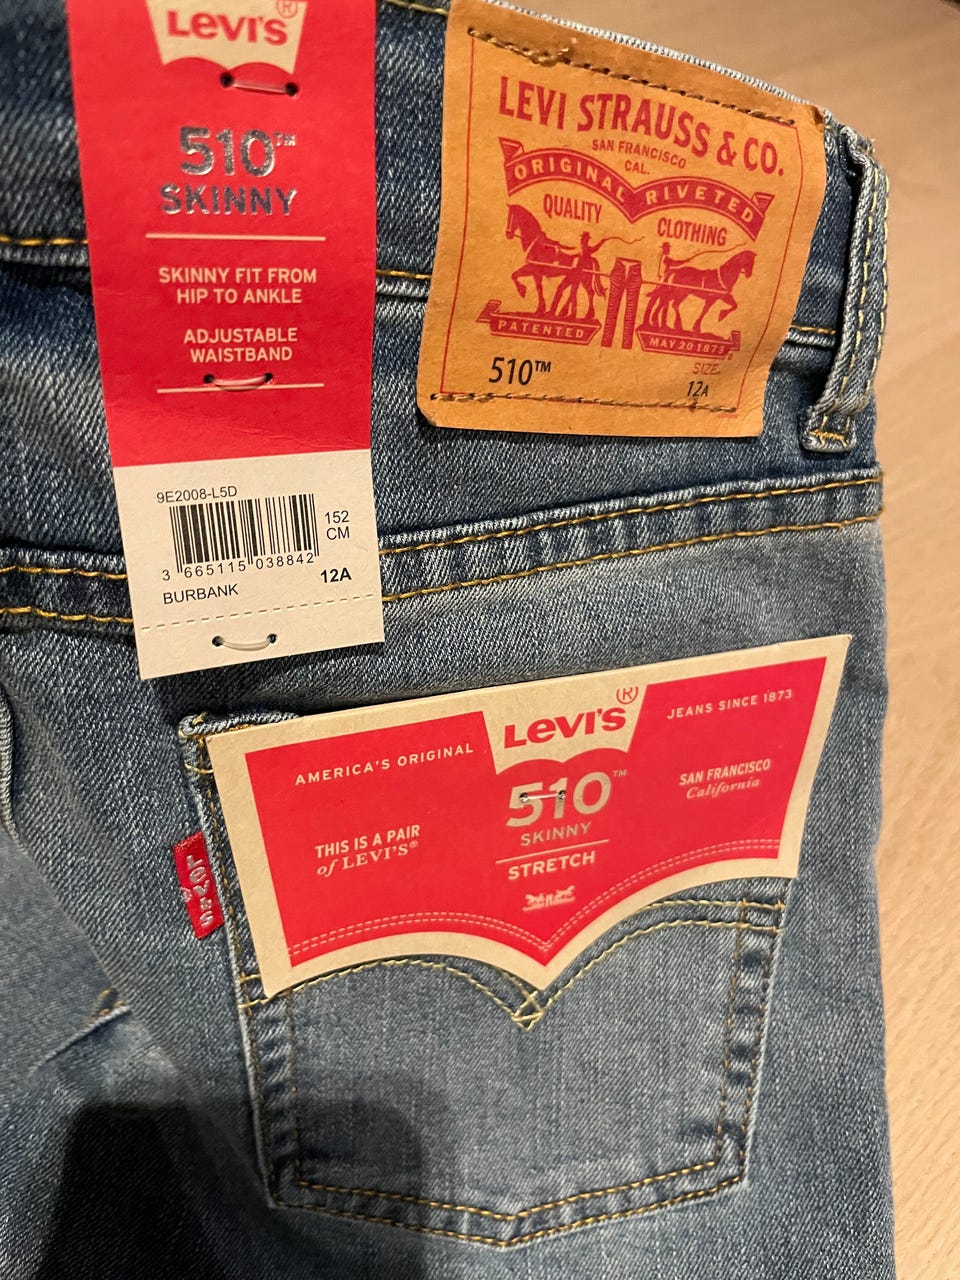 LEVI'S®
510™
SKINNY
SKINNY FIT FROM
HIP TO ANKLE
ADJUSTABLE
WAISTBAND
9E2008-L5D
152
CM
3 665115 038842
12A
BURBANK
LEVI STRAUSS & CO.
SAN FRANCISCO
CAL.
ORIGINAL RIVETED
QUALITY CLOTHING
PATENTED MAY 20 1873
SIZE
510™ 12A
LEVI'S®
AMERICA'S ORIGINAL
JEANS SINCE 1873
510™
SKINNY
STRETCH
THIS IS A PAIR
of LEVI'S®
SAN FRANCISCO
California
LEVI'S